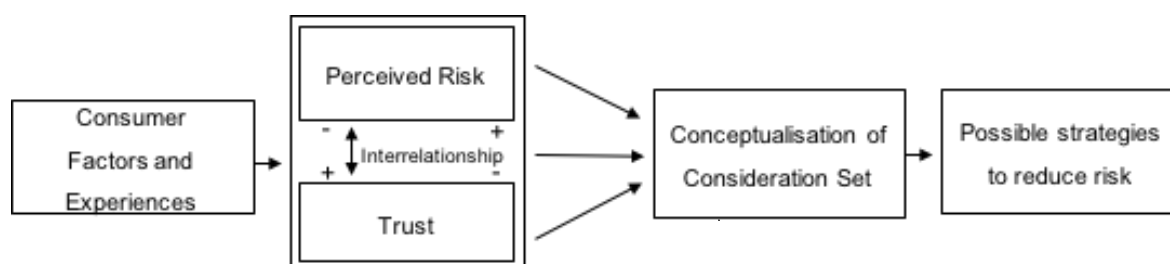 Consumer
Factors and
Experiences
Perceived Risk
- +
Interrelationship
+ -
Trust
Conceptualisation of
Consideration Set
Possible strategies
to reduce risk